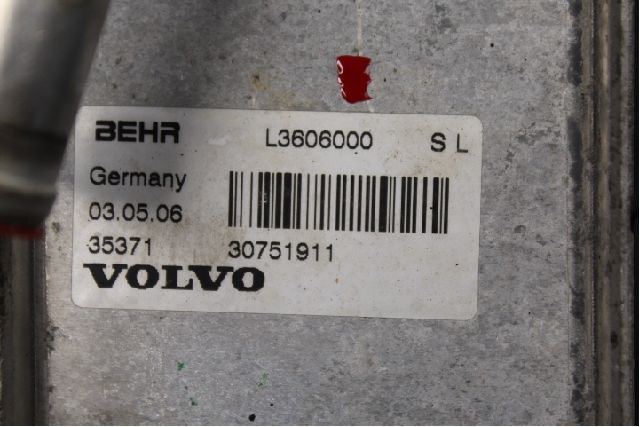 BEHR L3606000 S L
Germany
03.05.06
35371 30751911
VOLVO